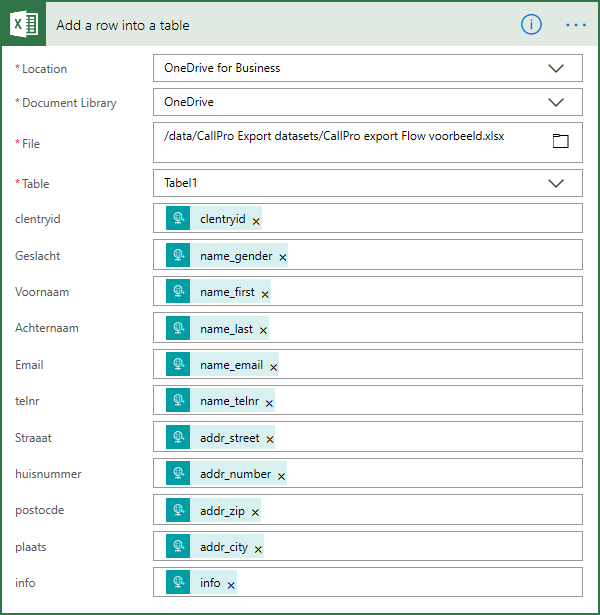 Add a row into a table
* Location OneDrive for Business
* Document Library OneDrive
* File /data/CallPro Export datasets/CallPro export Flow voorbeeld.xlsx
* Table Tabel1
clentryid clentryid ×
Geslacht name_gender ×
Voornaam name_first ×
Achternaam name_last ×
Email name_email ×
telnr name_telnr ×
Straaat addr_street ×
huisnummer addr_number ×
postocde addr_zip ×
plaats addr_city ×
info info ×